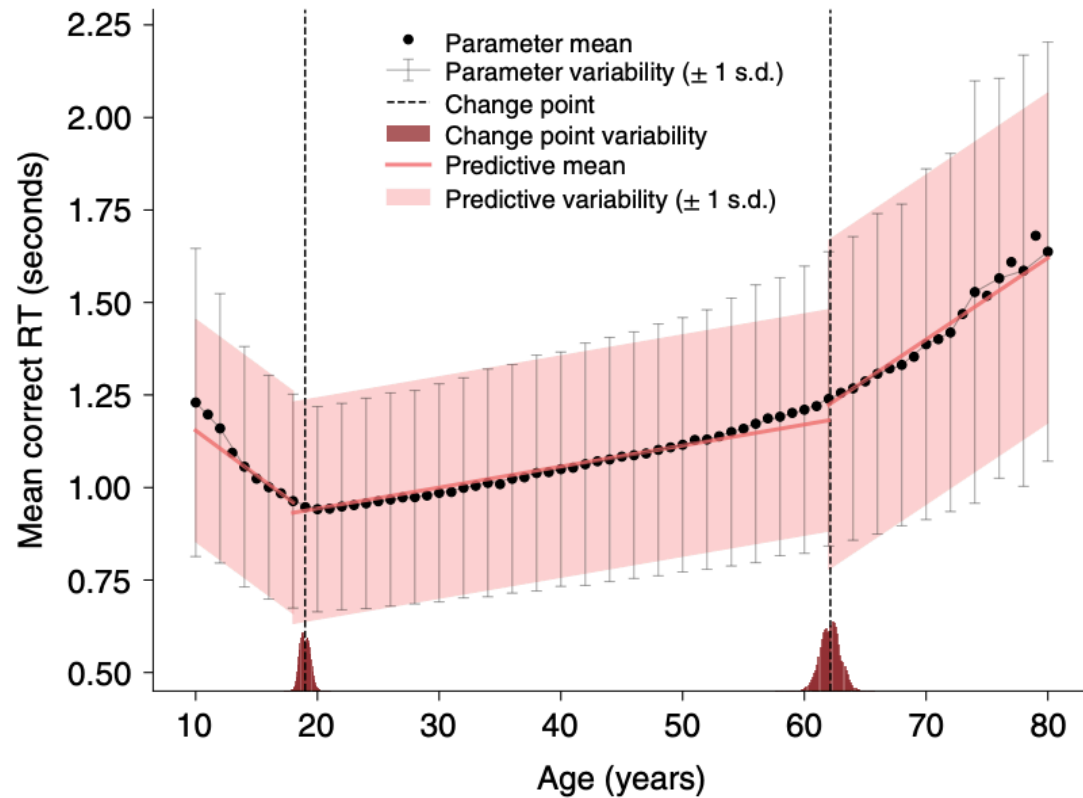 2.25
2.00
1.75
1.50
1.25
1.00
0.75
0.50
Mean correct RT (seconds)
Parameter mean
Parameter variability (± 1 s.d.)
Change point
Change point variability
Predictive mean
Predictive variability (± 1 s.d.)
10 20 30 40 50 60 70 80
Age (years)